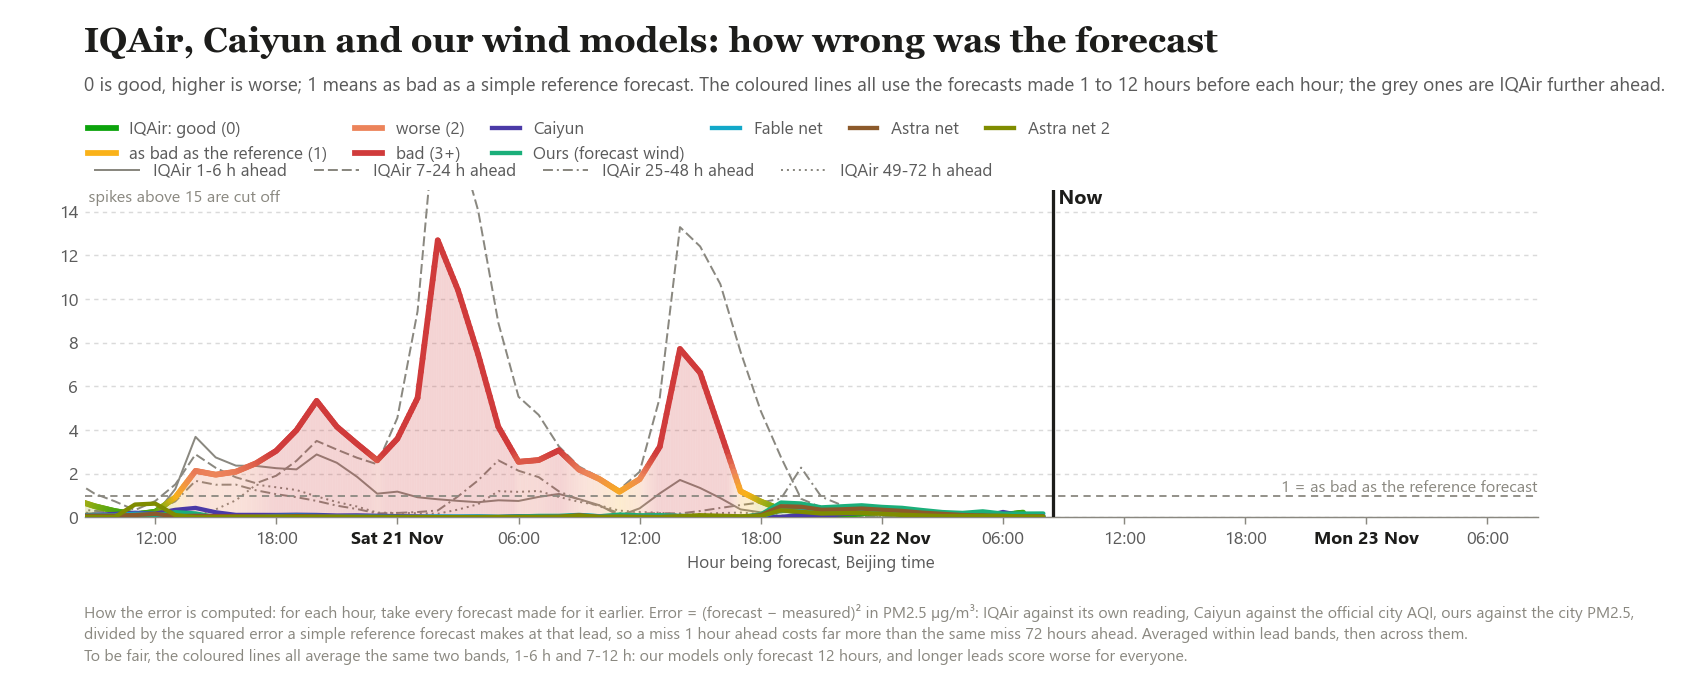 IQAir, Caiyun and our wind models: how wrong was the forecast
0 is good, higher is worse; 1 means as bad as a simple reference forecast. The coloured lines all use the forecasts made 1 to 12 hours before each hour; the grey ones are IQAir further ahead.
IQAir: good (0) worse (2) Caiyun Fable net Astra net Astra net 2
as bad as the reference (1) bad (3+) Ours (forecast wind)
IQAir 1-6 h ahead IQAir 7-24 h ahead IQAir 25-48 h ahead IQAir 49-72 h ahead
spikes above 15 are cut off
Now
14
12
10
8
6
4
2
1 = as bad as the reference forecast
0
12:00 18:00 Sat 21 Nov 06:00 12:00 18:00 Sun 22 Nov 06:00 12:00 18:00 Mon 23 Nov 06:00
Hour being forecast, Beijing time
How the error is computed: for each hour, take every forecast made for it earlier. Error = (forecast − measured)² in PM2.5 µg/m³: IQAir against its own reading, Caiyun against the official city AQI, ours against the city PM2.5,
divided by the squared error a simple reference forecast makes at that lead, so a miss 1 hour ahead costs far more than the same miss 72 hours ahead. Averaged within lead bands, then across them.
To be fair, the coloured lines all average the same two bands, 1-6 h and 7-12 h: our models only forecast 12 hours, and longer leads score worse for everyone.